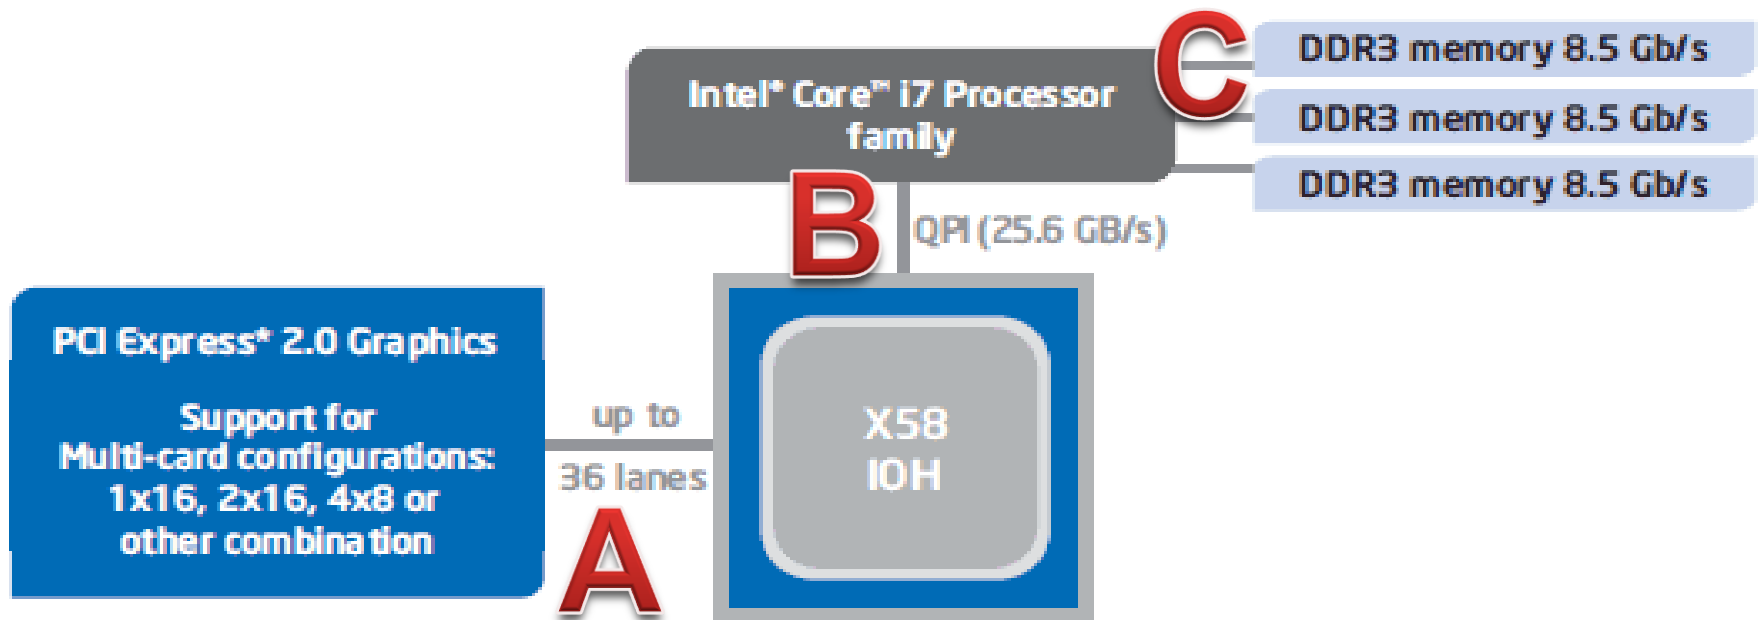 C
DDR3 memory 8.5 Gb/s
Intel* Core™ i7 Processor
family
DDR3 memory 8.5 Gb/s
DDR3 memory 8.5 Gb/s
B
QPI (25.6 GB/s)
PCI Express* 2.0 Graphics
Support for
Multi-card configurations:
1x16, 2x16, 4x8 or
other combination
up to
36 lanes
A
X58
IOH